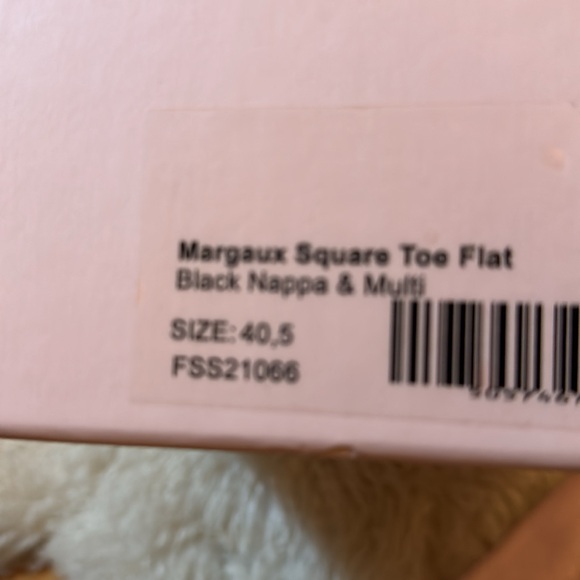 Margaux Square Toe Flat
Black Nappa & Multi
SIZE: 40,5
FSS21066